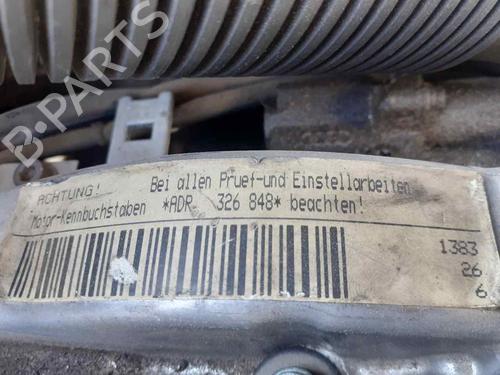 B-PARTS
ACHTUNG! Bei allen Pruef-und Einstellarbeiten
Motor-Kennbuchstaben *ADR 326 848* beachten!
1383
26
6